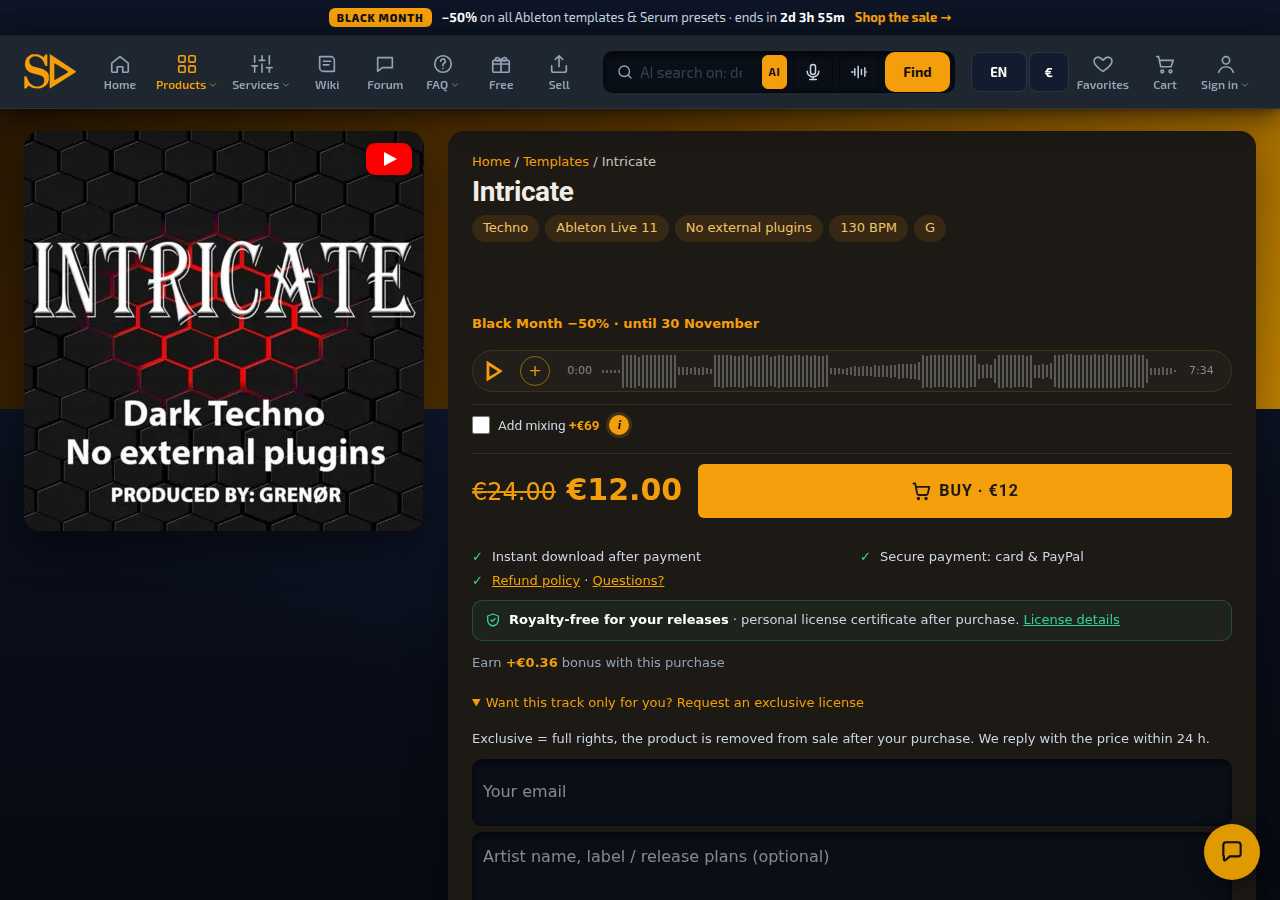 BLACK MONTH −50% on all Ableton templates & Serum presets · ends in 2d 3h 55m Shop the sale →
Home Products Services Wiki Forum FAQ Free Sell
AI search on: dr AI Find EN €
Favorites Cart Sign in
INTRICATE
Dark Techno
No external plugins
PRODUCED BY: GRENØR
Home / Templates / Intricate
Intricate
Techno Ableton Live 11 No external plugins 130 BPM G
Black Month −50% · until 30 November
0:00 7:34
Add mixing +€69 i
€24.00 €12.00 BUY · €12
✓ Instant download after payment
✓ Secure payment: card & PayPal
✓ Refund policy · Questions?
Royalty-free for your releases · personal license certificate after purchase. License details
Earn +€0.36 bonus with this purchase
▼ Want this track only for you? Request an exclusive license
Exclusive = full rights, the product is removed from sale after your purchase. We reply with the price within 24 h.
Your email
Artist name, label / release plans (optional)